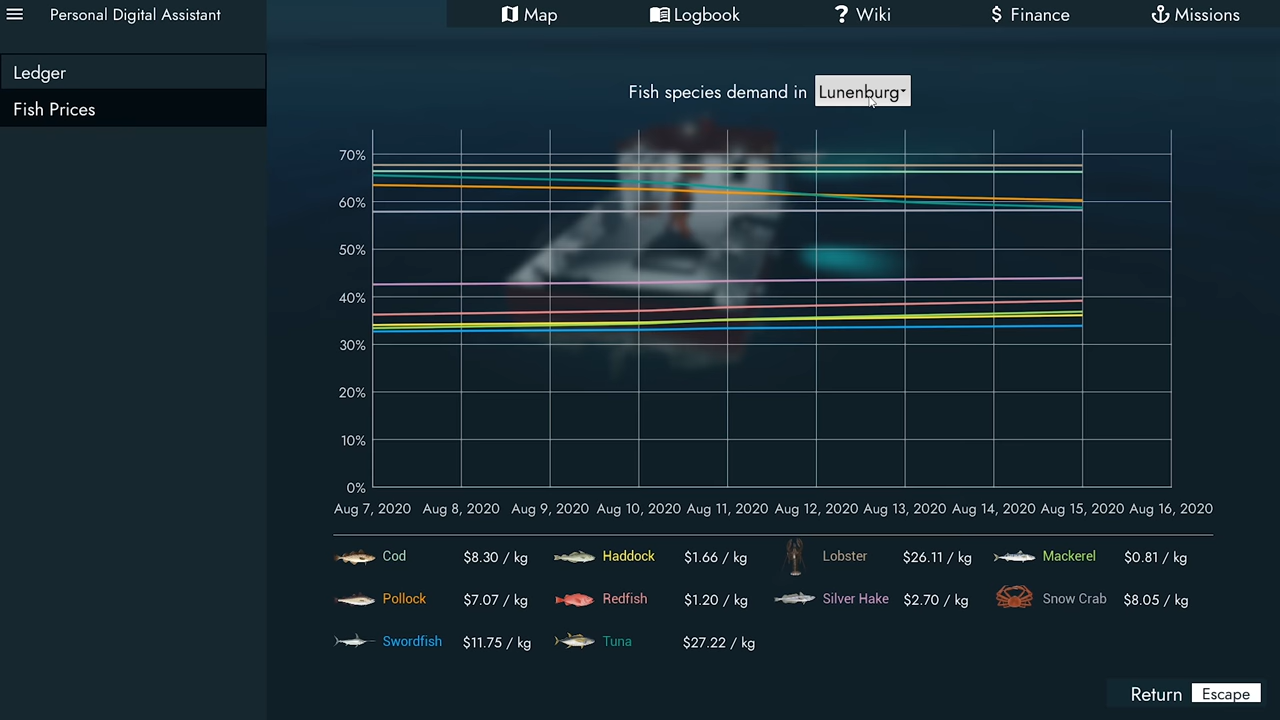 Personal Digital Assistant
Map
Logbook
Wiki
Finance
Missions
Ledger
Fish Prices
Fish species demand in Lunenburg
70%
60%
50%
40%
30%
20%
10%
0%
Aug 7, 2020 Aug 8, 2020 Aug 9, 2020 Aug 10, 2020 Aug 11, 2020 Aug 12, 2020 Aug 13, 2020 Aug 14, 2020 Aug 15, 2020 Aug 16, 2020
Cod $8.30 / kg Haddock $1.66 / kg Lobster $26.11 / kg Mackerel $0.81 / kg
Pollock $7.07 / kg Redfish $1.20 / kg Silver Hake $2.70 / kg Snow Crab $8.05 / kg
Swordfish $11.75 / kg Tuna $27.22 / kg
Return Escape